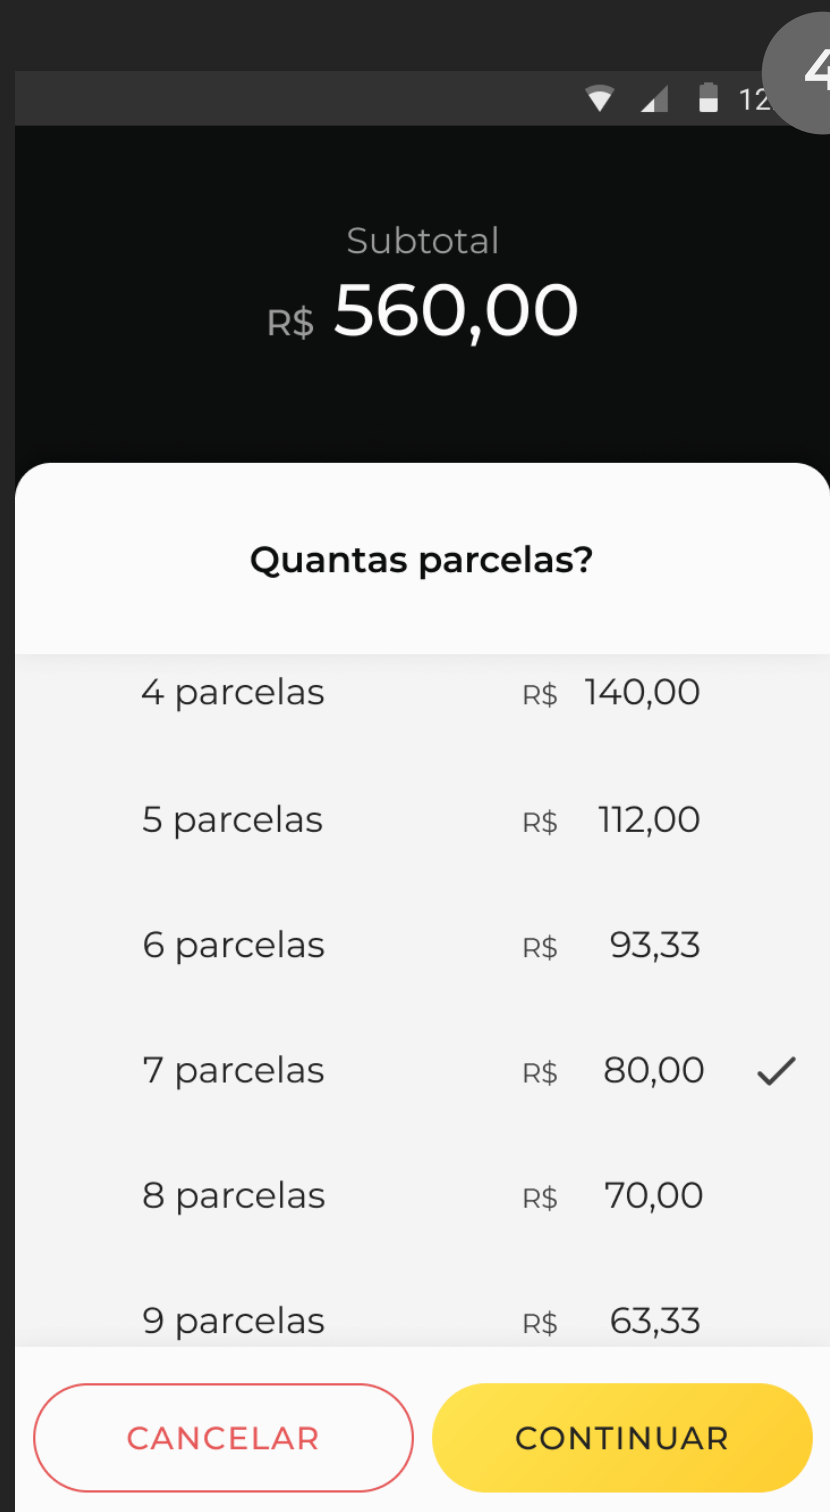 12
4
Subtotal
R$ 560,00
Quantas parcelas?
4 parcelas R$ 140,00
5 parcelas R$ 112,00
6 parcelas R$ 93,33
7 parcelas R$ 80,00
8 parcelas R$ 70,00
9 parcelas R$ 63,33
CANCELAR CONTINUAR